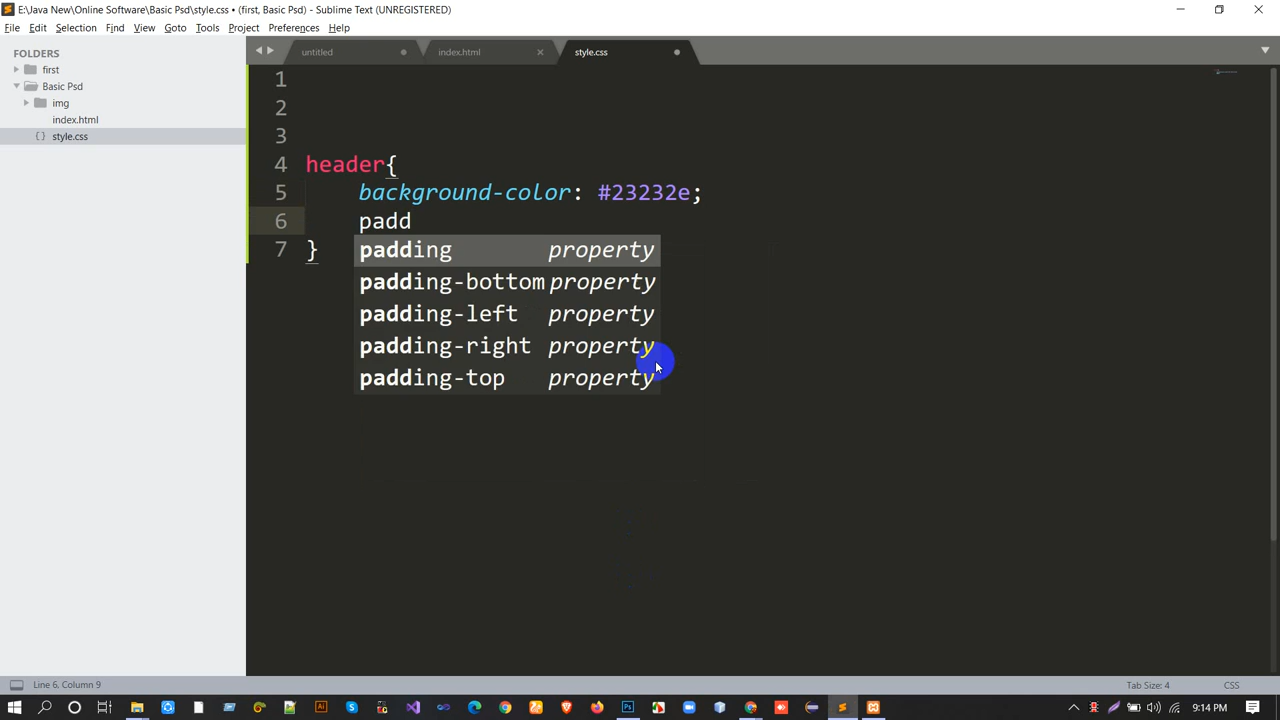 E:\Java New\Online Software\Basic Psd\style.css • (first, Basic Psd) - Sublime Text (UNREGISTERED)
File Edit Selection Find View Goto Tools Project Preferences Help
FOLDERS
first
Basic Psd
img
index.html
style.css
untitled index.html style.css
1
2
3
4 header{
5 background-color: #23232e;
6 padd
7 }
padding property
padding-bottom property
padding-left property
padding-right property
padding-top property
Line 6, Column 9 Tab Size: 4 CSS
9:14 PM